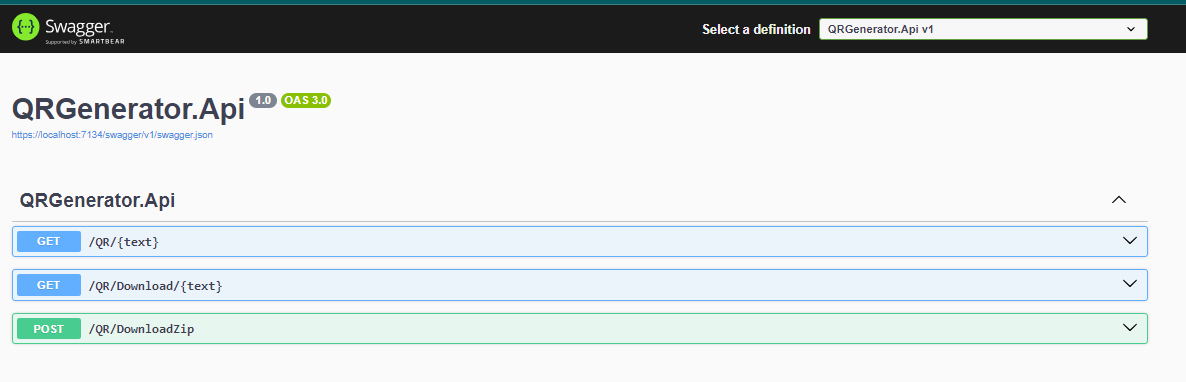 {··} Swagger.
Supported by SMARTBEAR
Select a definition
QRGenerator.Api v1
QRGenerator.Api 1.0 OAS 3.0
https://localhost:7134/swagger/v1/swagger.json
QRGenerator.Api
GET /QR/{text}
GET /QR/Download/{text}
POST /QR/DownloadZip